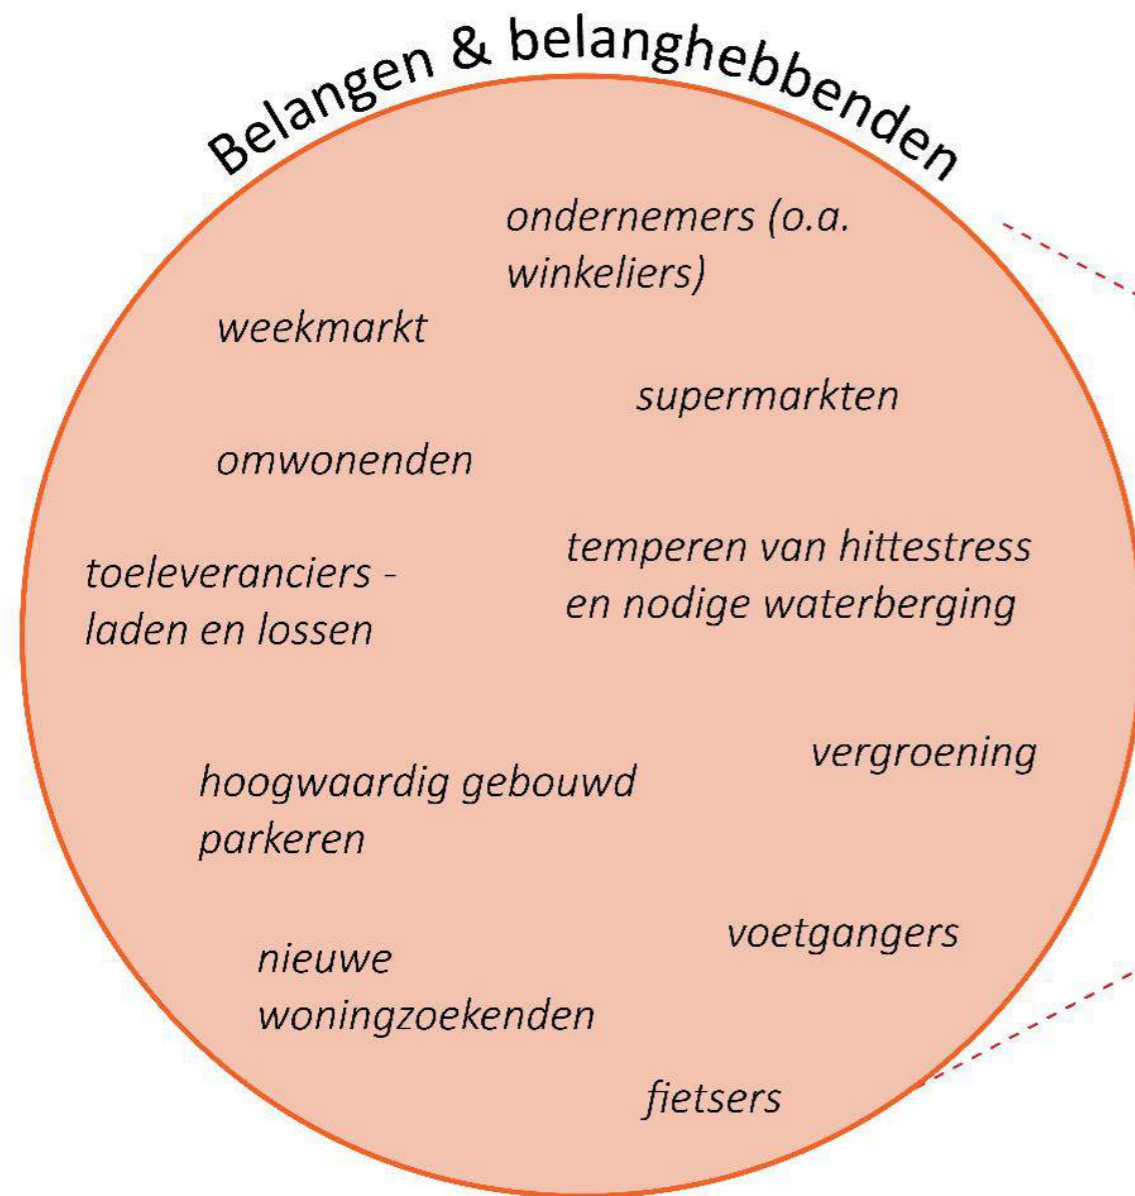 Belangen & belanghebbenden
ondernemers (o.a.
winkeliers)
weekmarkt
supermarkten
omwonenden
temperen van hittestress
en nodige waterberging
toeleveranciers -
laden en lossen
vergroening
hoogwaardig gebouwd
parkeren
voetgangers
nieuwe
woningzoekenden
fietsers